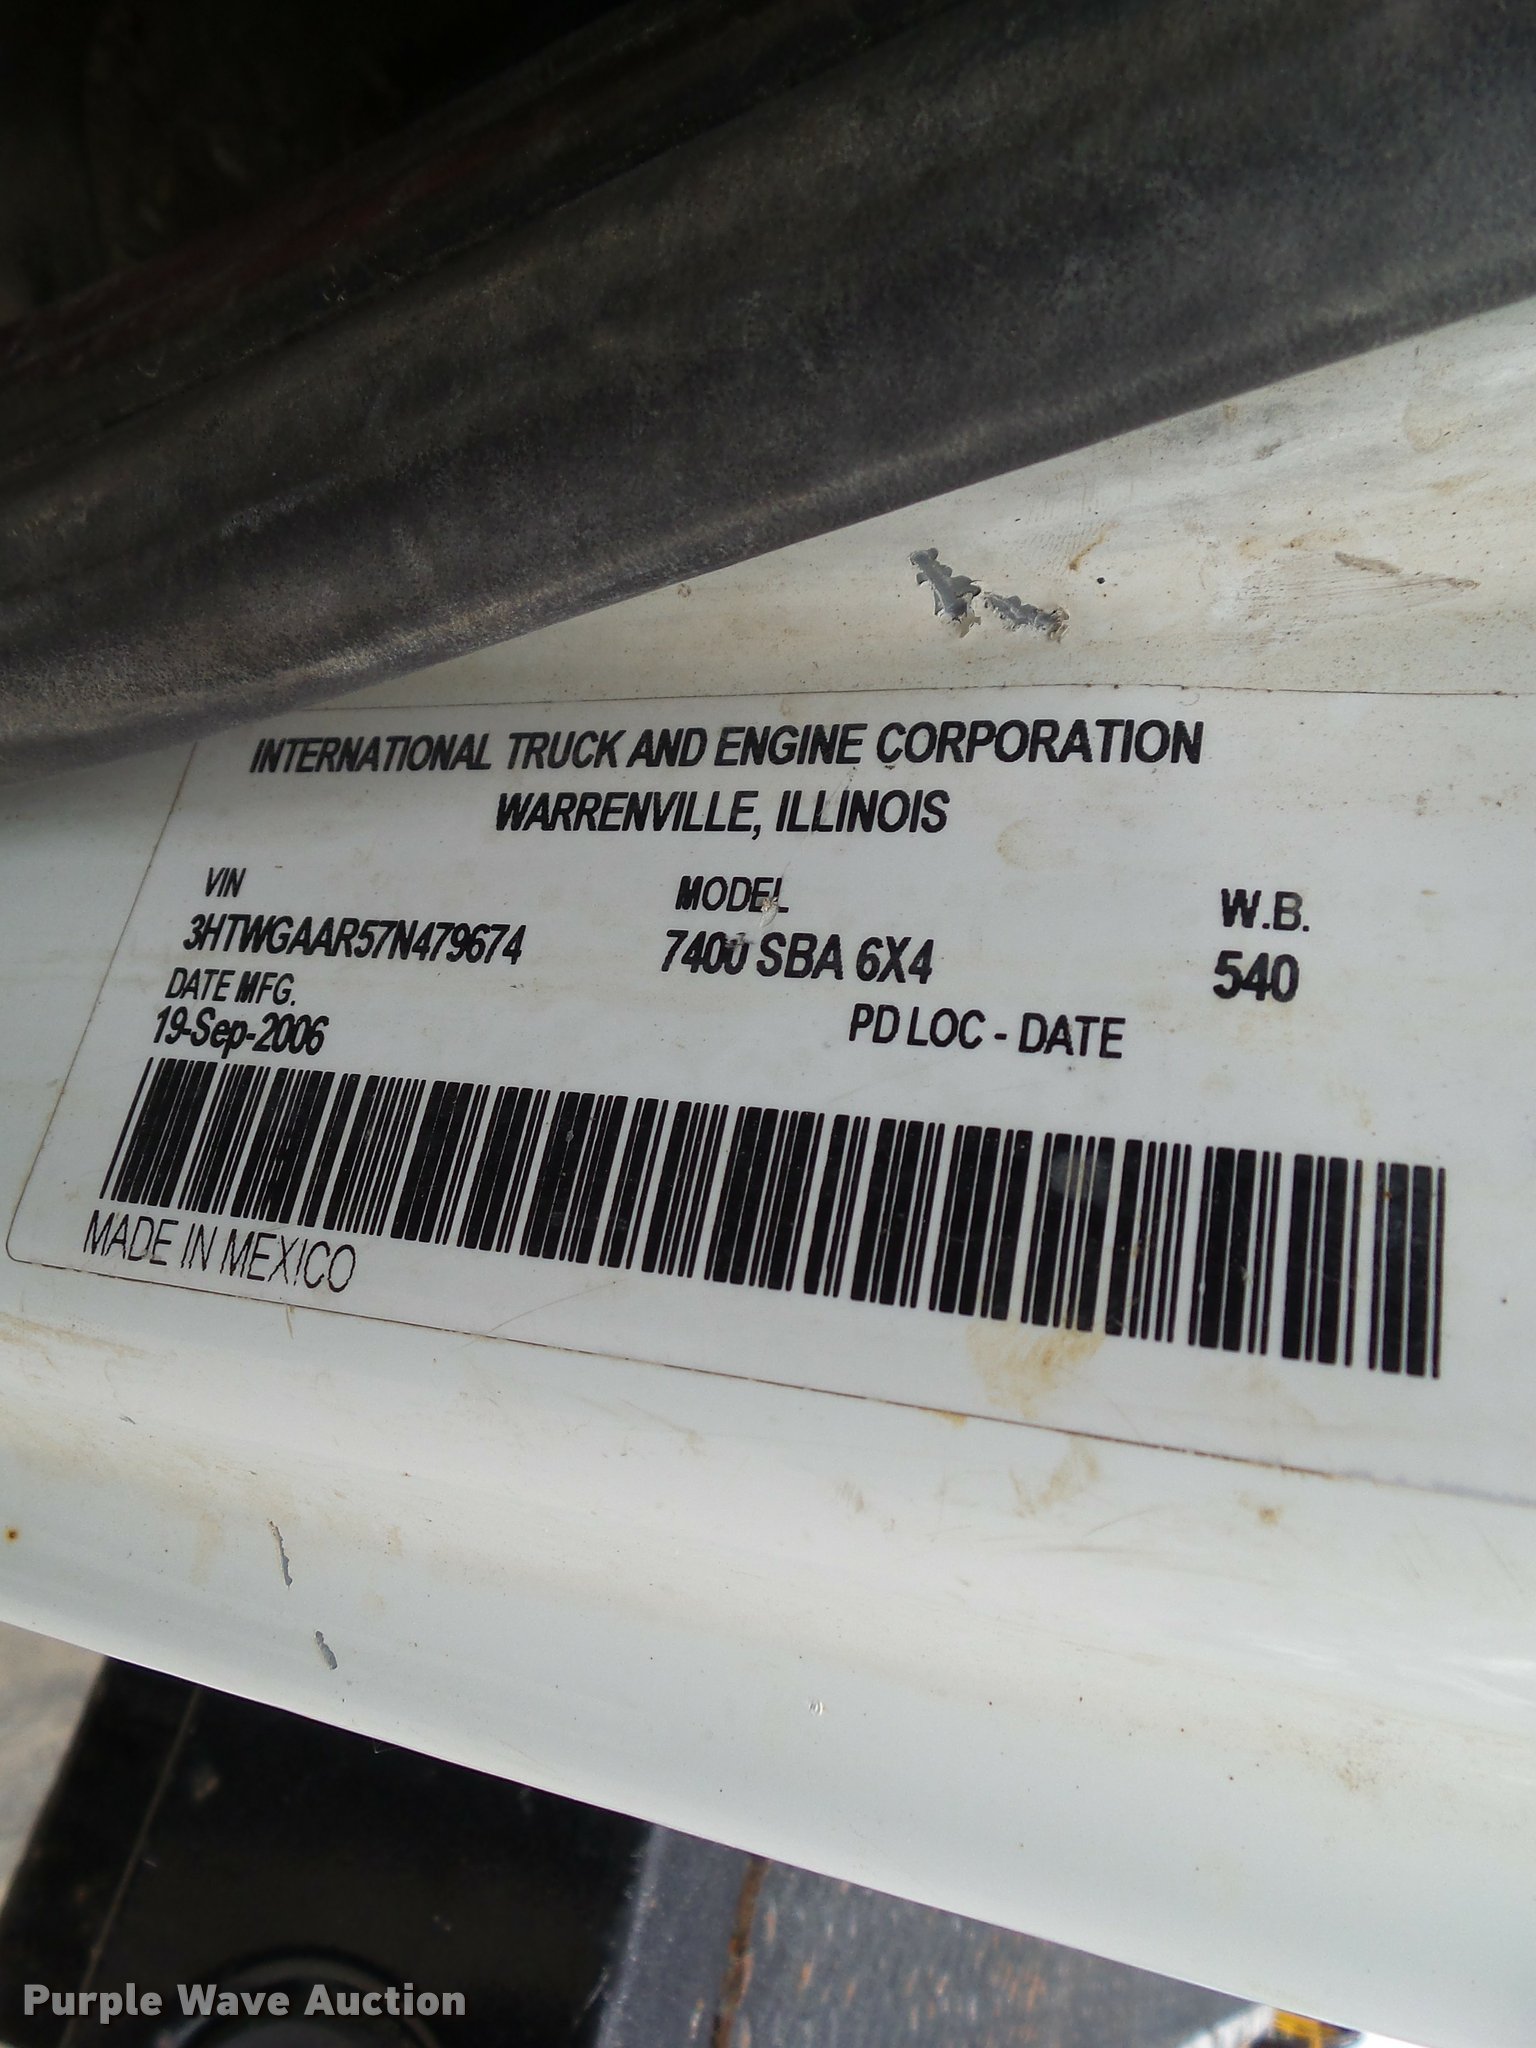 INTERNATIONAL TRUCK AND ENGINE CORPORATION
WARRENVILLE, ILLINOIS
VIN MODEL W.B.
3HTWGAAR57N479674 7400 SBA 6X4 540
DATE MFG. PD LOC - DATE
19-Sep-2006
MADE IN MEXICO
Purple Wave Auction